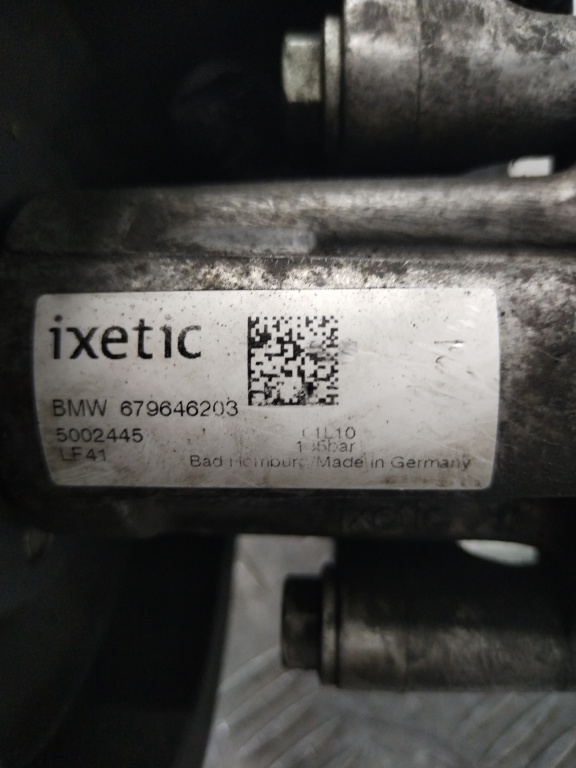 ixetic
BMW 679646203
5002445
LF41
Made in Germany